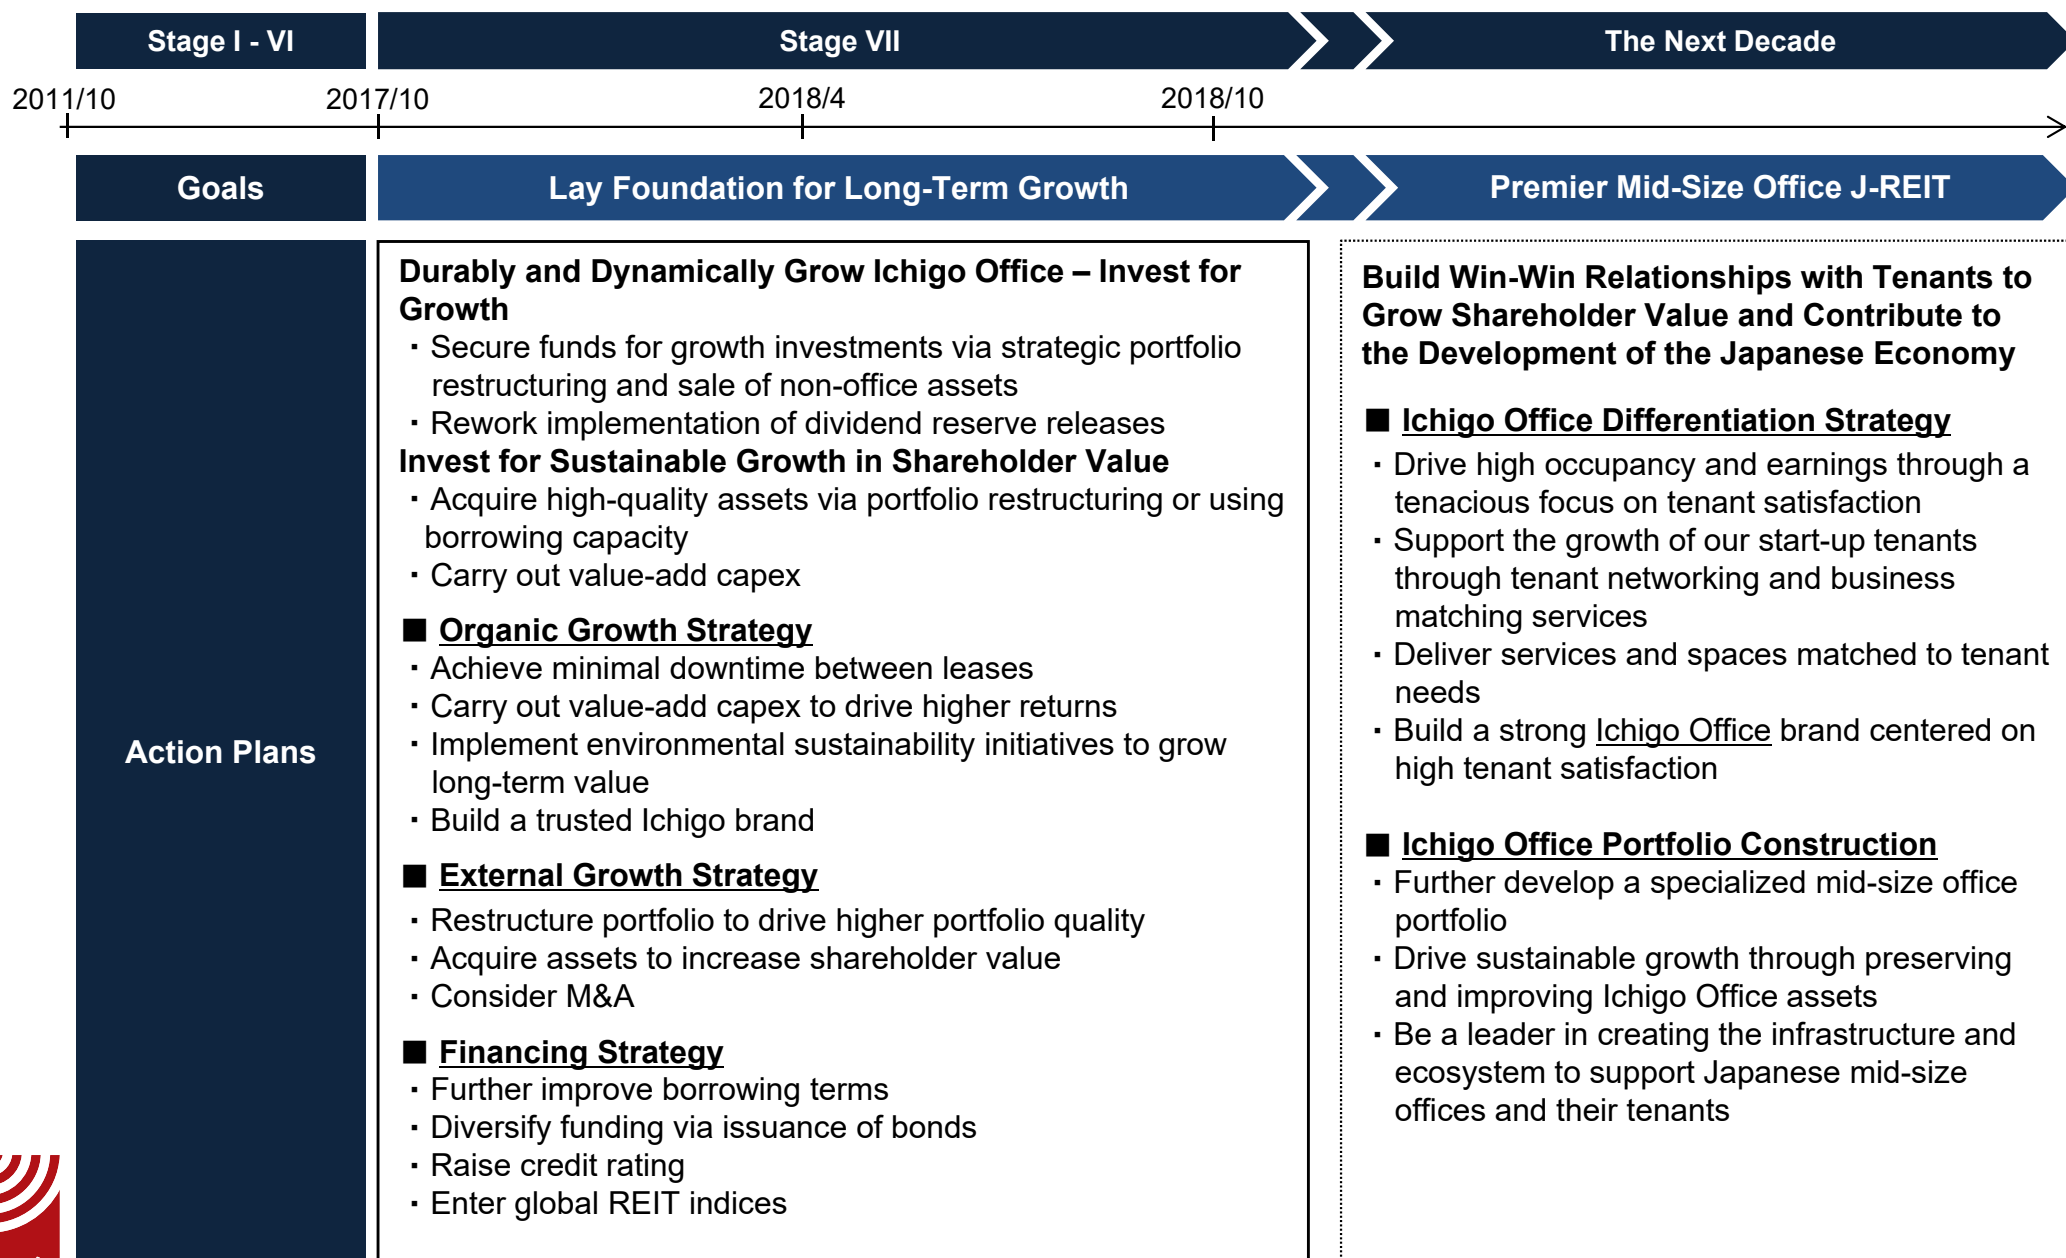 Stage I - VI
Stage VII
The Next Decade
2011/10
2017/10
2018/4
2018/10
Goals
Lay Foundation for Long-Term Growth
Premier Mid-Size Office J-REIT
Action Plans
Durably and Dynamically Grow Ichigo Office – Invest for
Growth
・Secure funds for growth investments via strategic portfolio
restructuring and sale of non-office assets
・Rework implementation of dividend reserve releases
Invest for Sustainable Growth in Shareholder Value
・Acquire high-quality assets via portfolio restructuring or using
borrowing capacity
・Carry out value-add capex
■ Organic Growth Strategy
・Achieve minimal downtime between leases
・Carry out value-add capex to drive higher returns
・Implement environmental sustainability initiatives to grow
long-term value
・Build a trusted Ichigo brand
■ External Growth Strategy
・Restructure portfolio to drive higher portfolio quality
・Acquire assets to increase shareholder value
・Consider M&A
■ Financing Strategy
・Further improve borrowing terms
・Diversify funding via issuance of bonds
・Raise credit rating
・Enter global REIT indices
Build Win-Win Relationships with Tenants to
Grow Shareholder Value and Contribute to
the Development of the Japanese Economy
■ Ichigo Office Differentiation Strategy
・Drive high occupancy and earnings through a
tenacious focus on tenant satisfaction
・Support the growth of our start-up tenants
through tenant networking and business
matching services
・Deliver services and spaces matched to tenant
needs
・Build a strong Ichigo Office brand centered on
high tenant satisfaction
■ Ichigo Office Portfolio Construction
・Further develop a specialized mid-size office
portfolio
・Drive sustainable growth through preserving
and improving Ichigo Office assets
・Be a leader in creating the infrastructure and
ecosystem to support Japanese mid-size
offices and their tenants